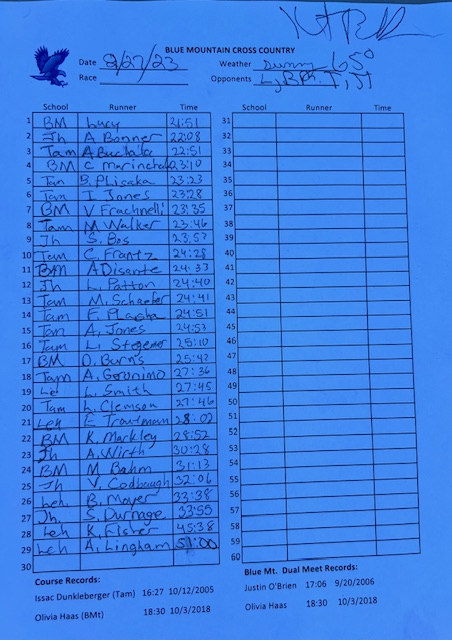 BLUE MOUNTAIN CROSS COUNTRY
Date 9/27/23 Weather Sunny 65°
Race Opponents L, BM, T, JT
School Runner Time School Runner Time
1 BM Lucy 21:51 31
2 Jh A Bonner 22:08 32
3 Tam A Buclala 22:51 33
4 BM C Marinchak 23:10 34
5 Tam B. Plisaka 23:23 35
6 Tam I Jones 23:28 36
7 BM V Frachnelli 23:35 37
8 Tam M Walker 23:46 38
9 Jh S. Bos 23:57 39
10 Tam C. Frantz 24:28 40
11 BM A Disante 24:33 41
12 Jh L. Patton 24:40 42
13 Tam M. Schaefer 24:41 43
14 Tam E. 24:51 44
15 Tam A. Jones 24:53 45
16 Tam L. Stegemer 25:10 46
17 BM O. Burns 25:42 47
18 Tam A. Geronimo 27:36 48
19 Leh L. Smith 27:45 49
20 Tam L. Clemson 27:46 50
21 Leh E Troutman 28:02 51
22 BM K. Markley 28:52 52
23 Jh A. Wirth 30:28 53
24 BM M Bahm 31:13 54
25 Jh V. Codbaugh 32:06 55
26 Leh. B. Moyer 33:38 56
27 Jh. S. Durnage 33:55 57
28 Leh K. Fisher 45:38 58
29 Leh A. Lingham 51:00 59
30 60
Course Records: Blue Mt. Dual Meet Records:
Issac Dunkleberger (Tam) 16:27 10/12/2005 Justin O'Brien 17:06 9/20/2006
Olivia Haas (BMt) 18:30 10/3/2018 Olivia Haas 18:30 10/3/2018